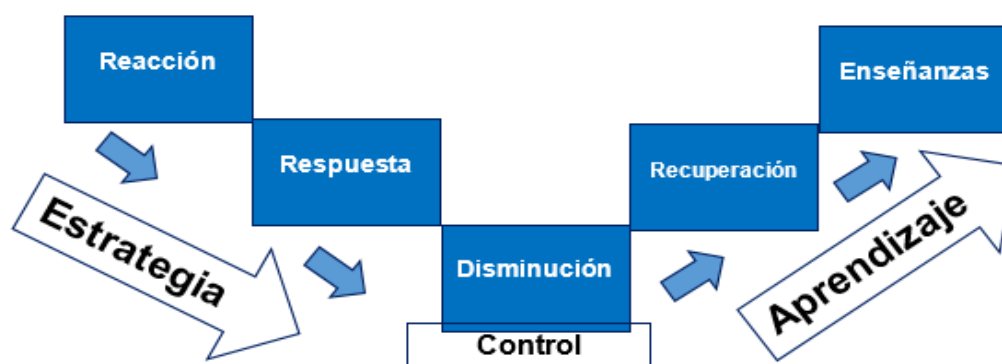 Reacción
Respuesta
Disminución
Control
Recuperación
Enseñanzas
Estrategia
Aprendizaje